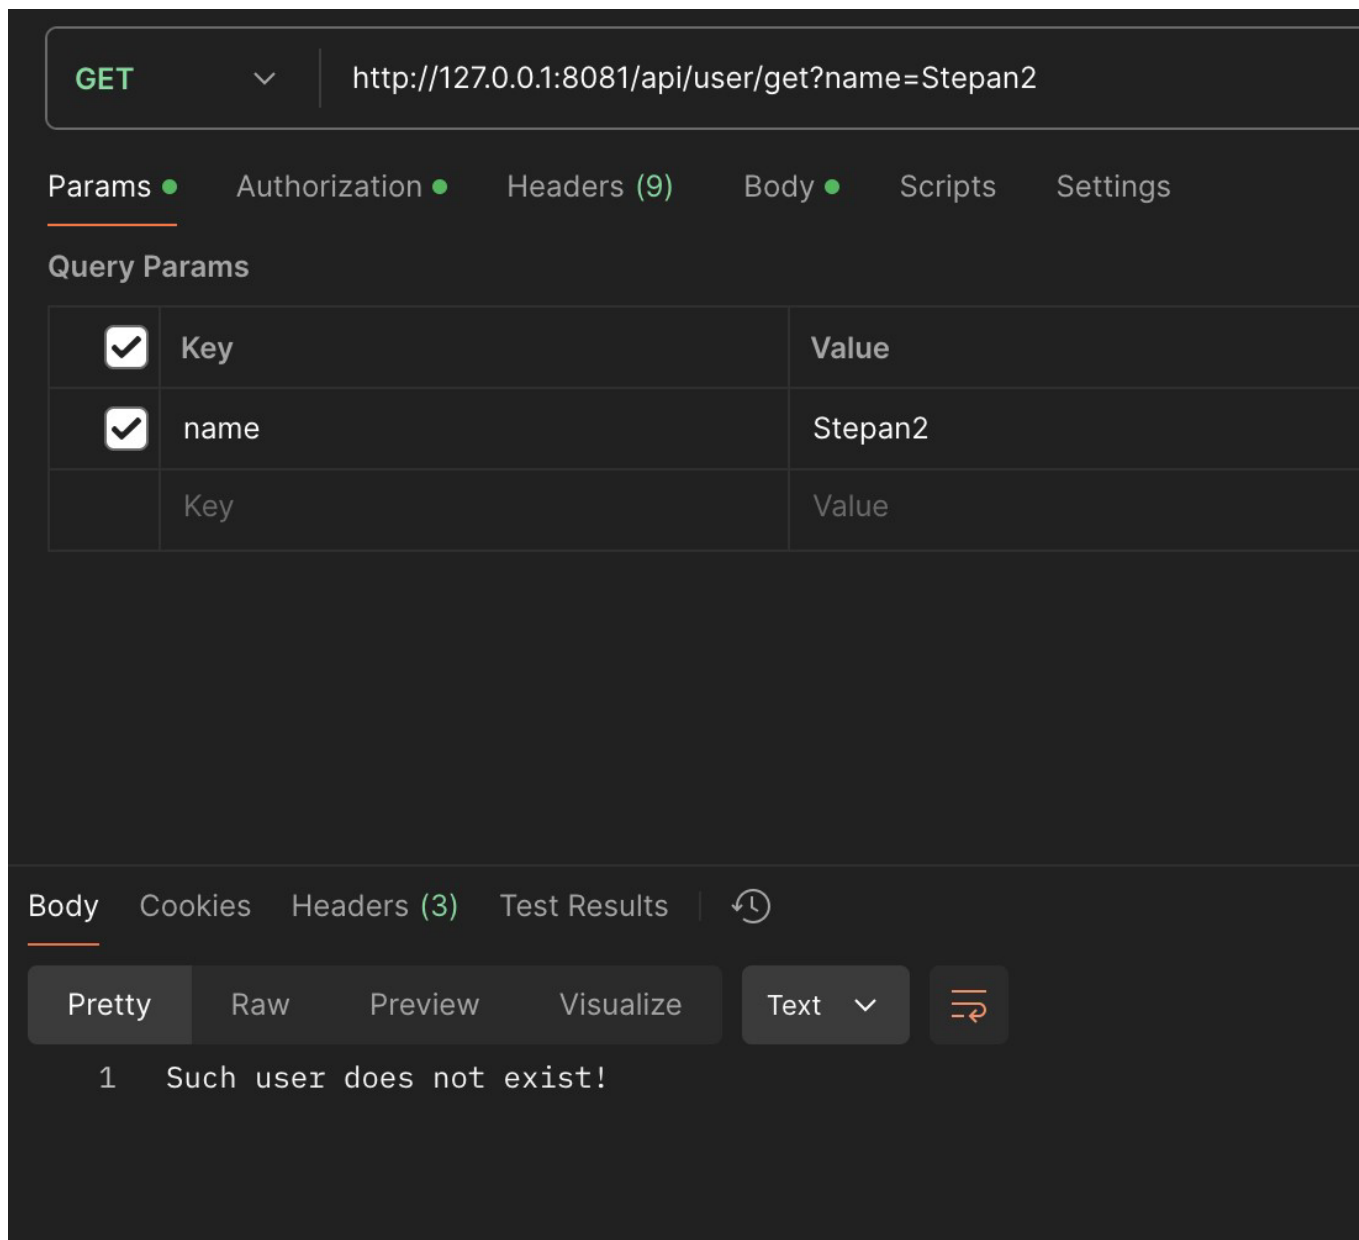 GET http://127.0.0.1:8081/api/user/get?name=Stepan2
Params Authorization Headers (9) Body Scripts Settings
Query Params
Key Value
name Stepan2
Key Value
Body Cookies Headers (3) Test Results
Pretty Raw Preview Visualize Text
1 Such user does not exist!